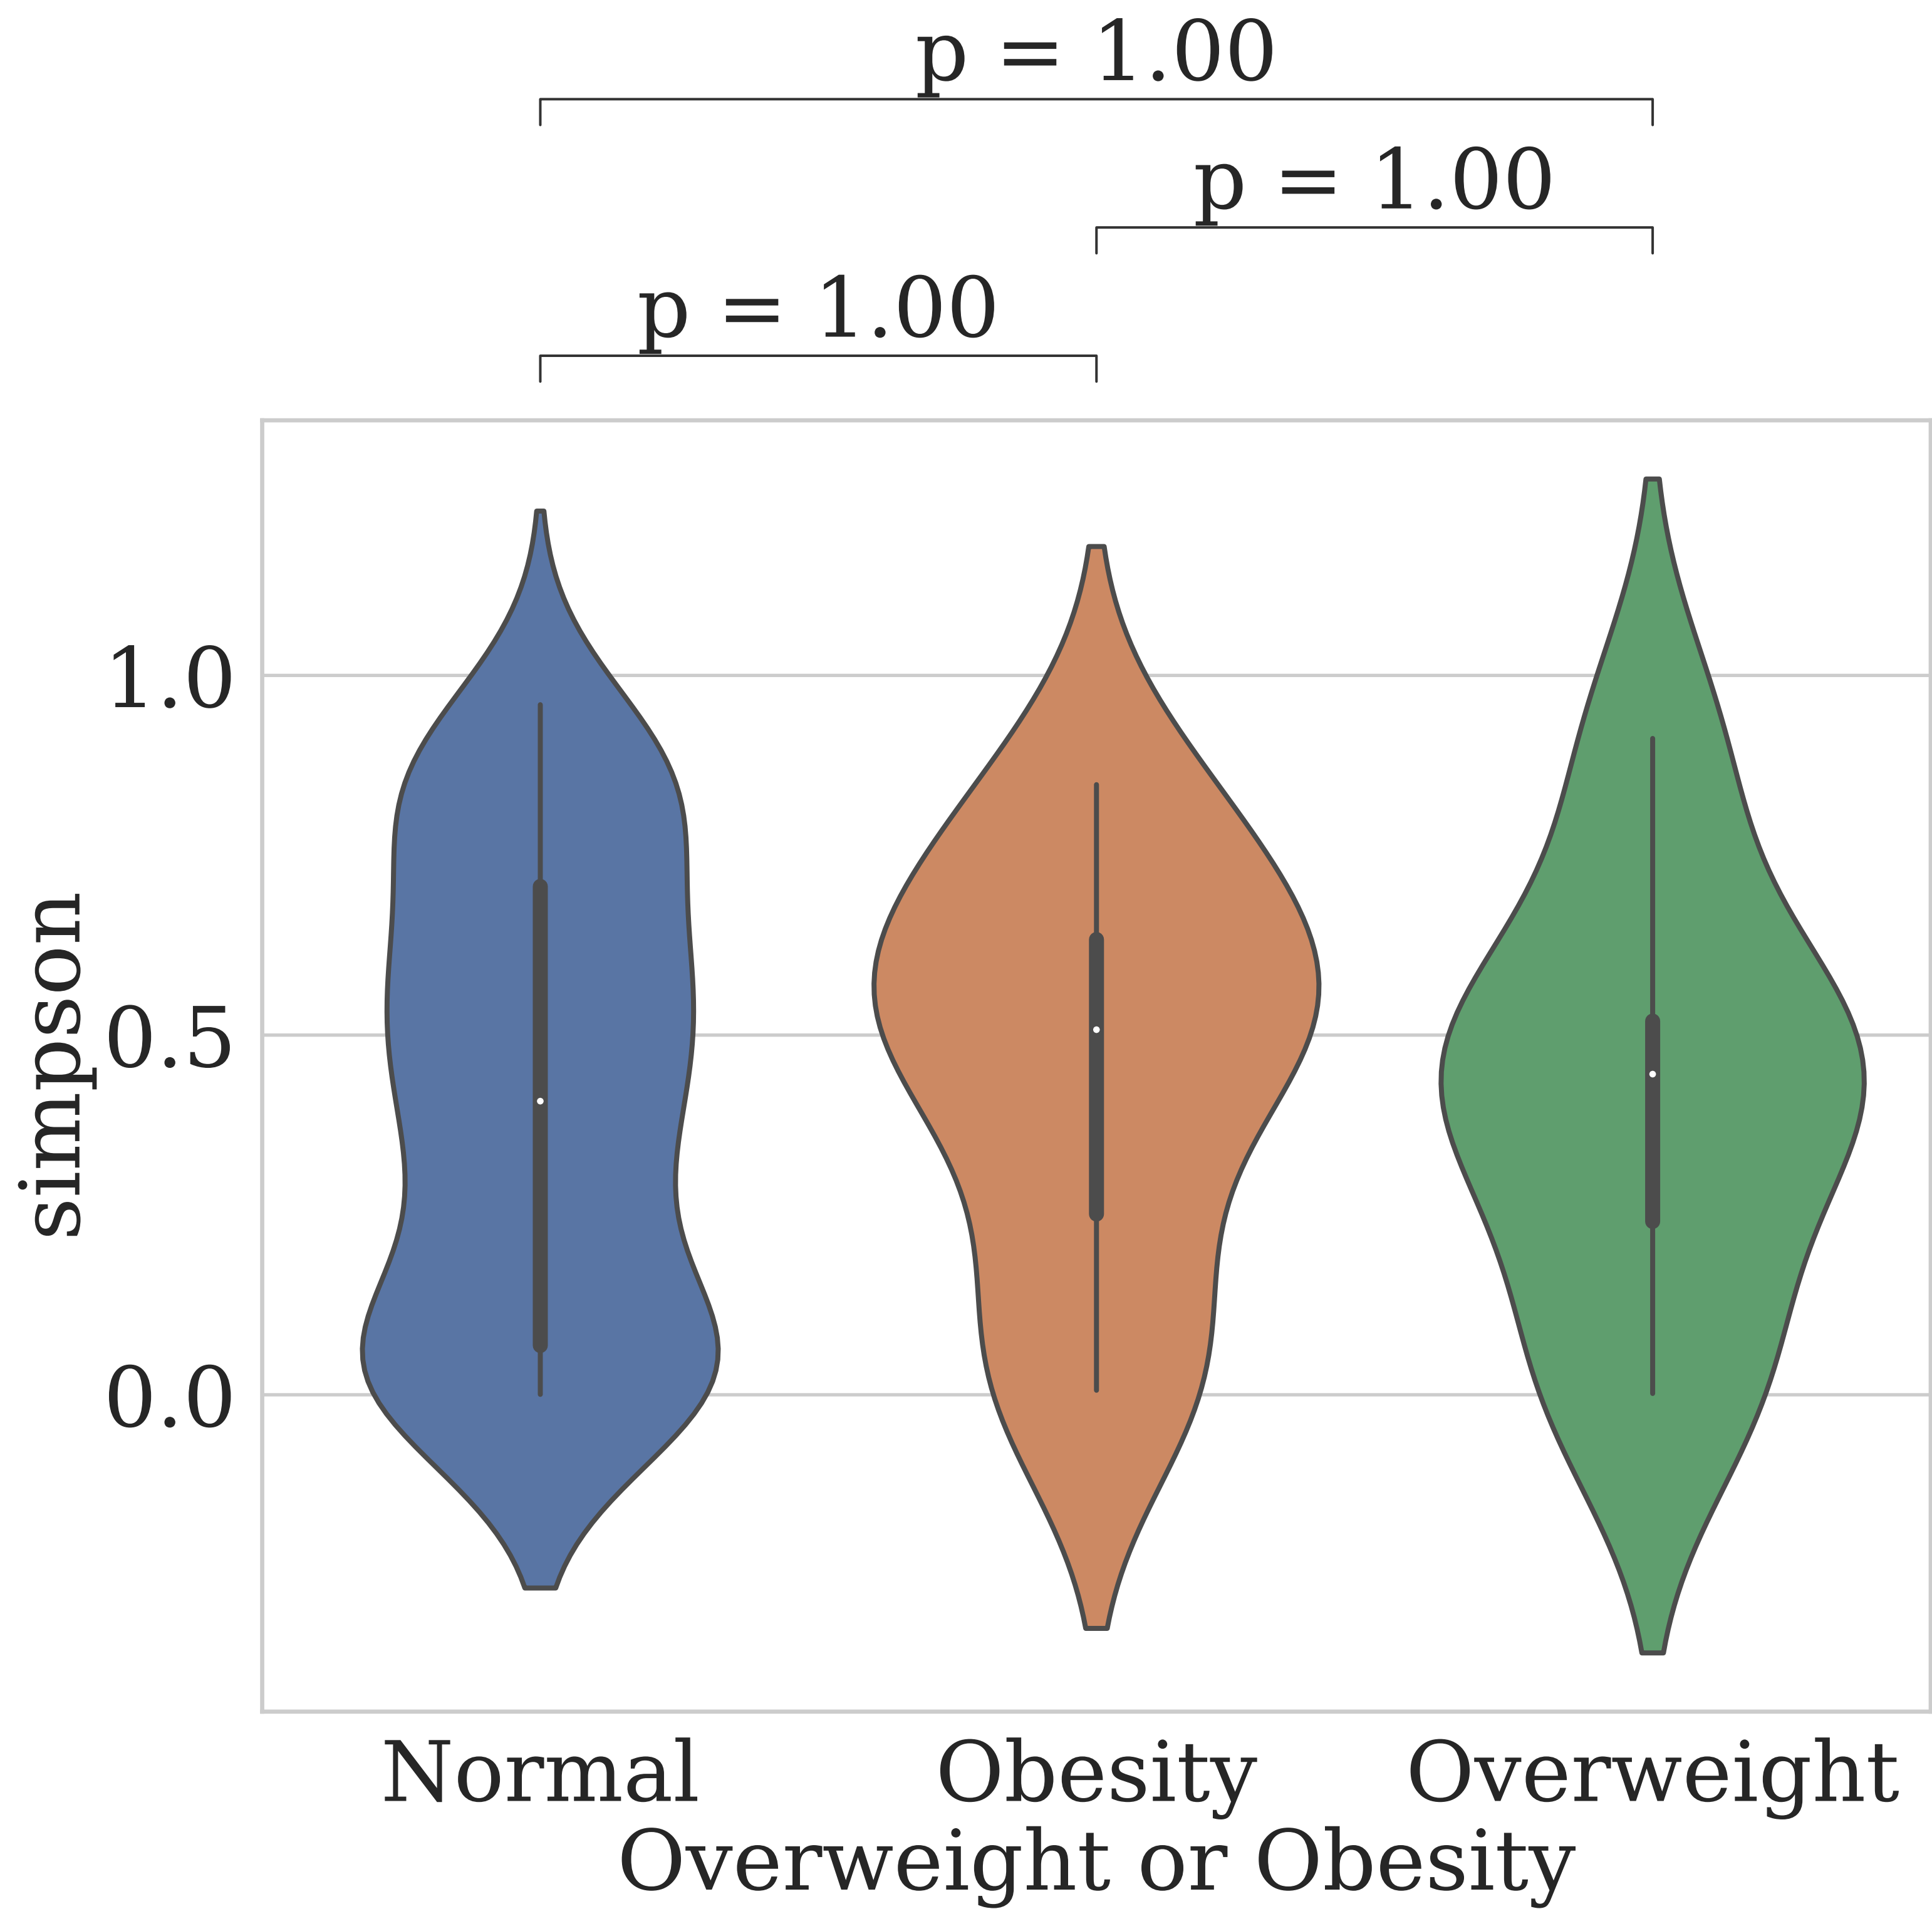 p = 1.00
p = 1.00
p = 1.00
1.0
0.5
0.0
simpson
Normal Obesity Overweight
Overweight or Obesity